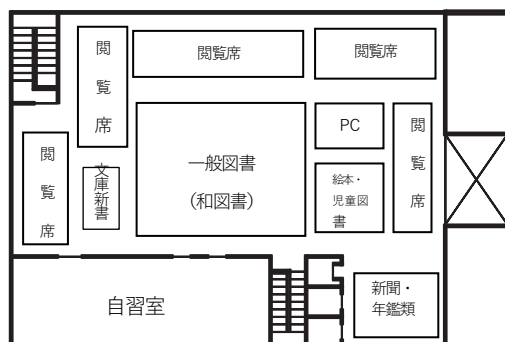 閲覧席
閲覧席
閲覧席
一般図書
(和図書)
PC
閲覧席
閲覧席
文庫新書
絵本・
児童図
書
自習室
新聞・
年鑑類